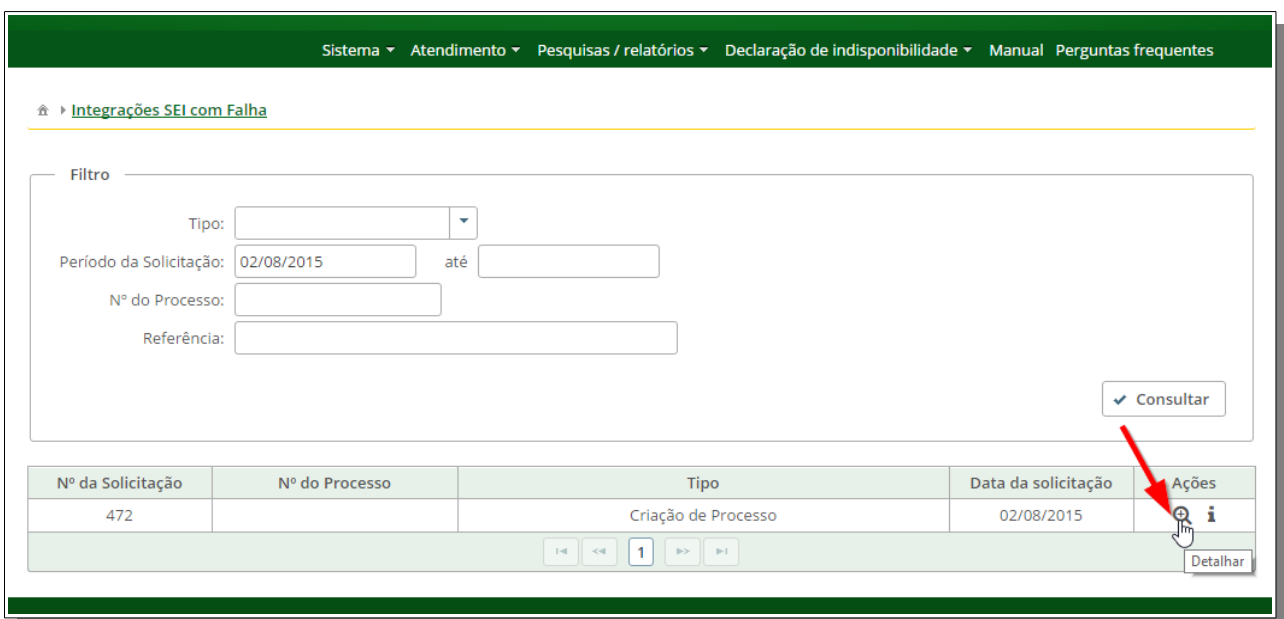 Sistema Atendimento Pesquisas / relatórios Declaração de indisponibilidade Manual Perguntas frequentes
Integrações SEI com Falha
Filtro
Tipo:
Período da Solicitação: 02/08/2015 até
Nº do Processo:
Referência:
Consultar
Nº da Solicitação Nº do Processo Tipo Data da solicitação Ações
472 Criação de Processo 02/08/2015
1
Detalhar